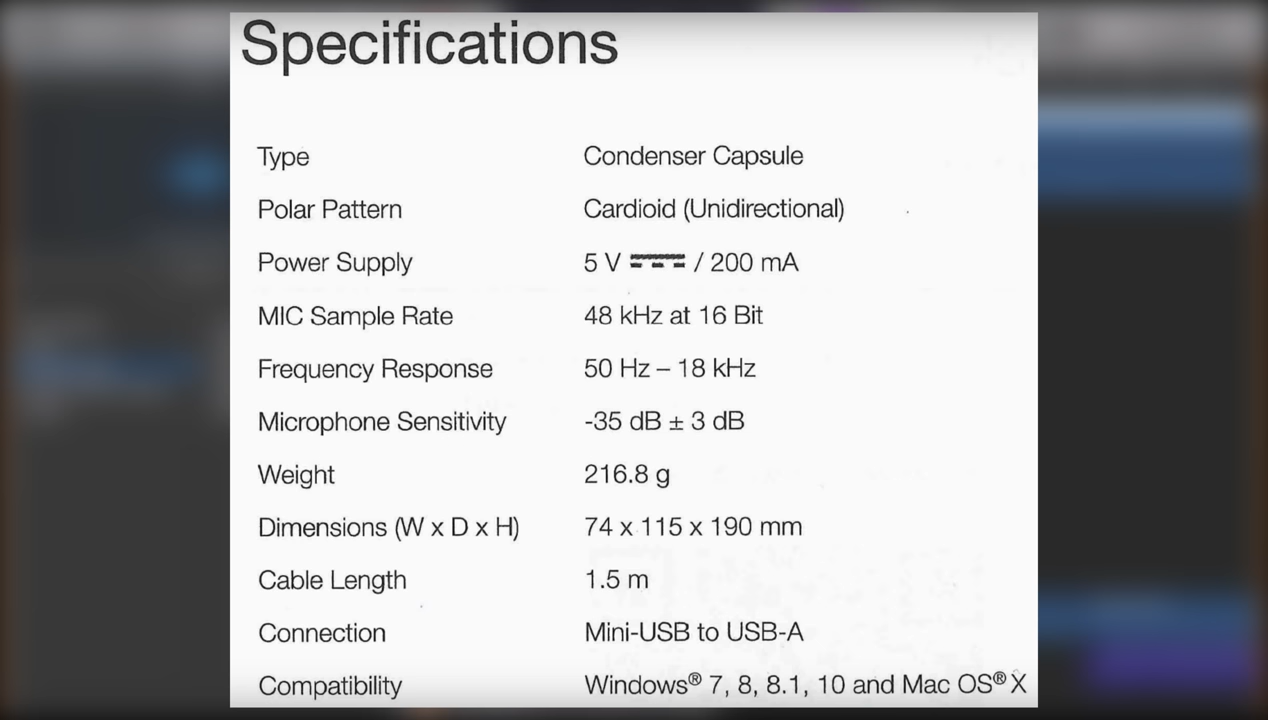 Specifications
Type Condenser Capsule
Polar Pattern Cardioid (Unidirectional)
Power Supply 5 V ⎓ / 200 mA
MIC Sample Rate 48 kHz at 16 Bit
Frequency Response 50 Hz – 18 kHz
Microphone Sensitivity -35 dB ± 3 dB
Weight 216.8 g
Dimensions (W x D x H) 74 x 115 x 190 mm
Cable Length 1.5 m
Connection Mini-USB to USB-A
Compatibility Windows® 7, 8, 8.1, 10 and Mac OS® X